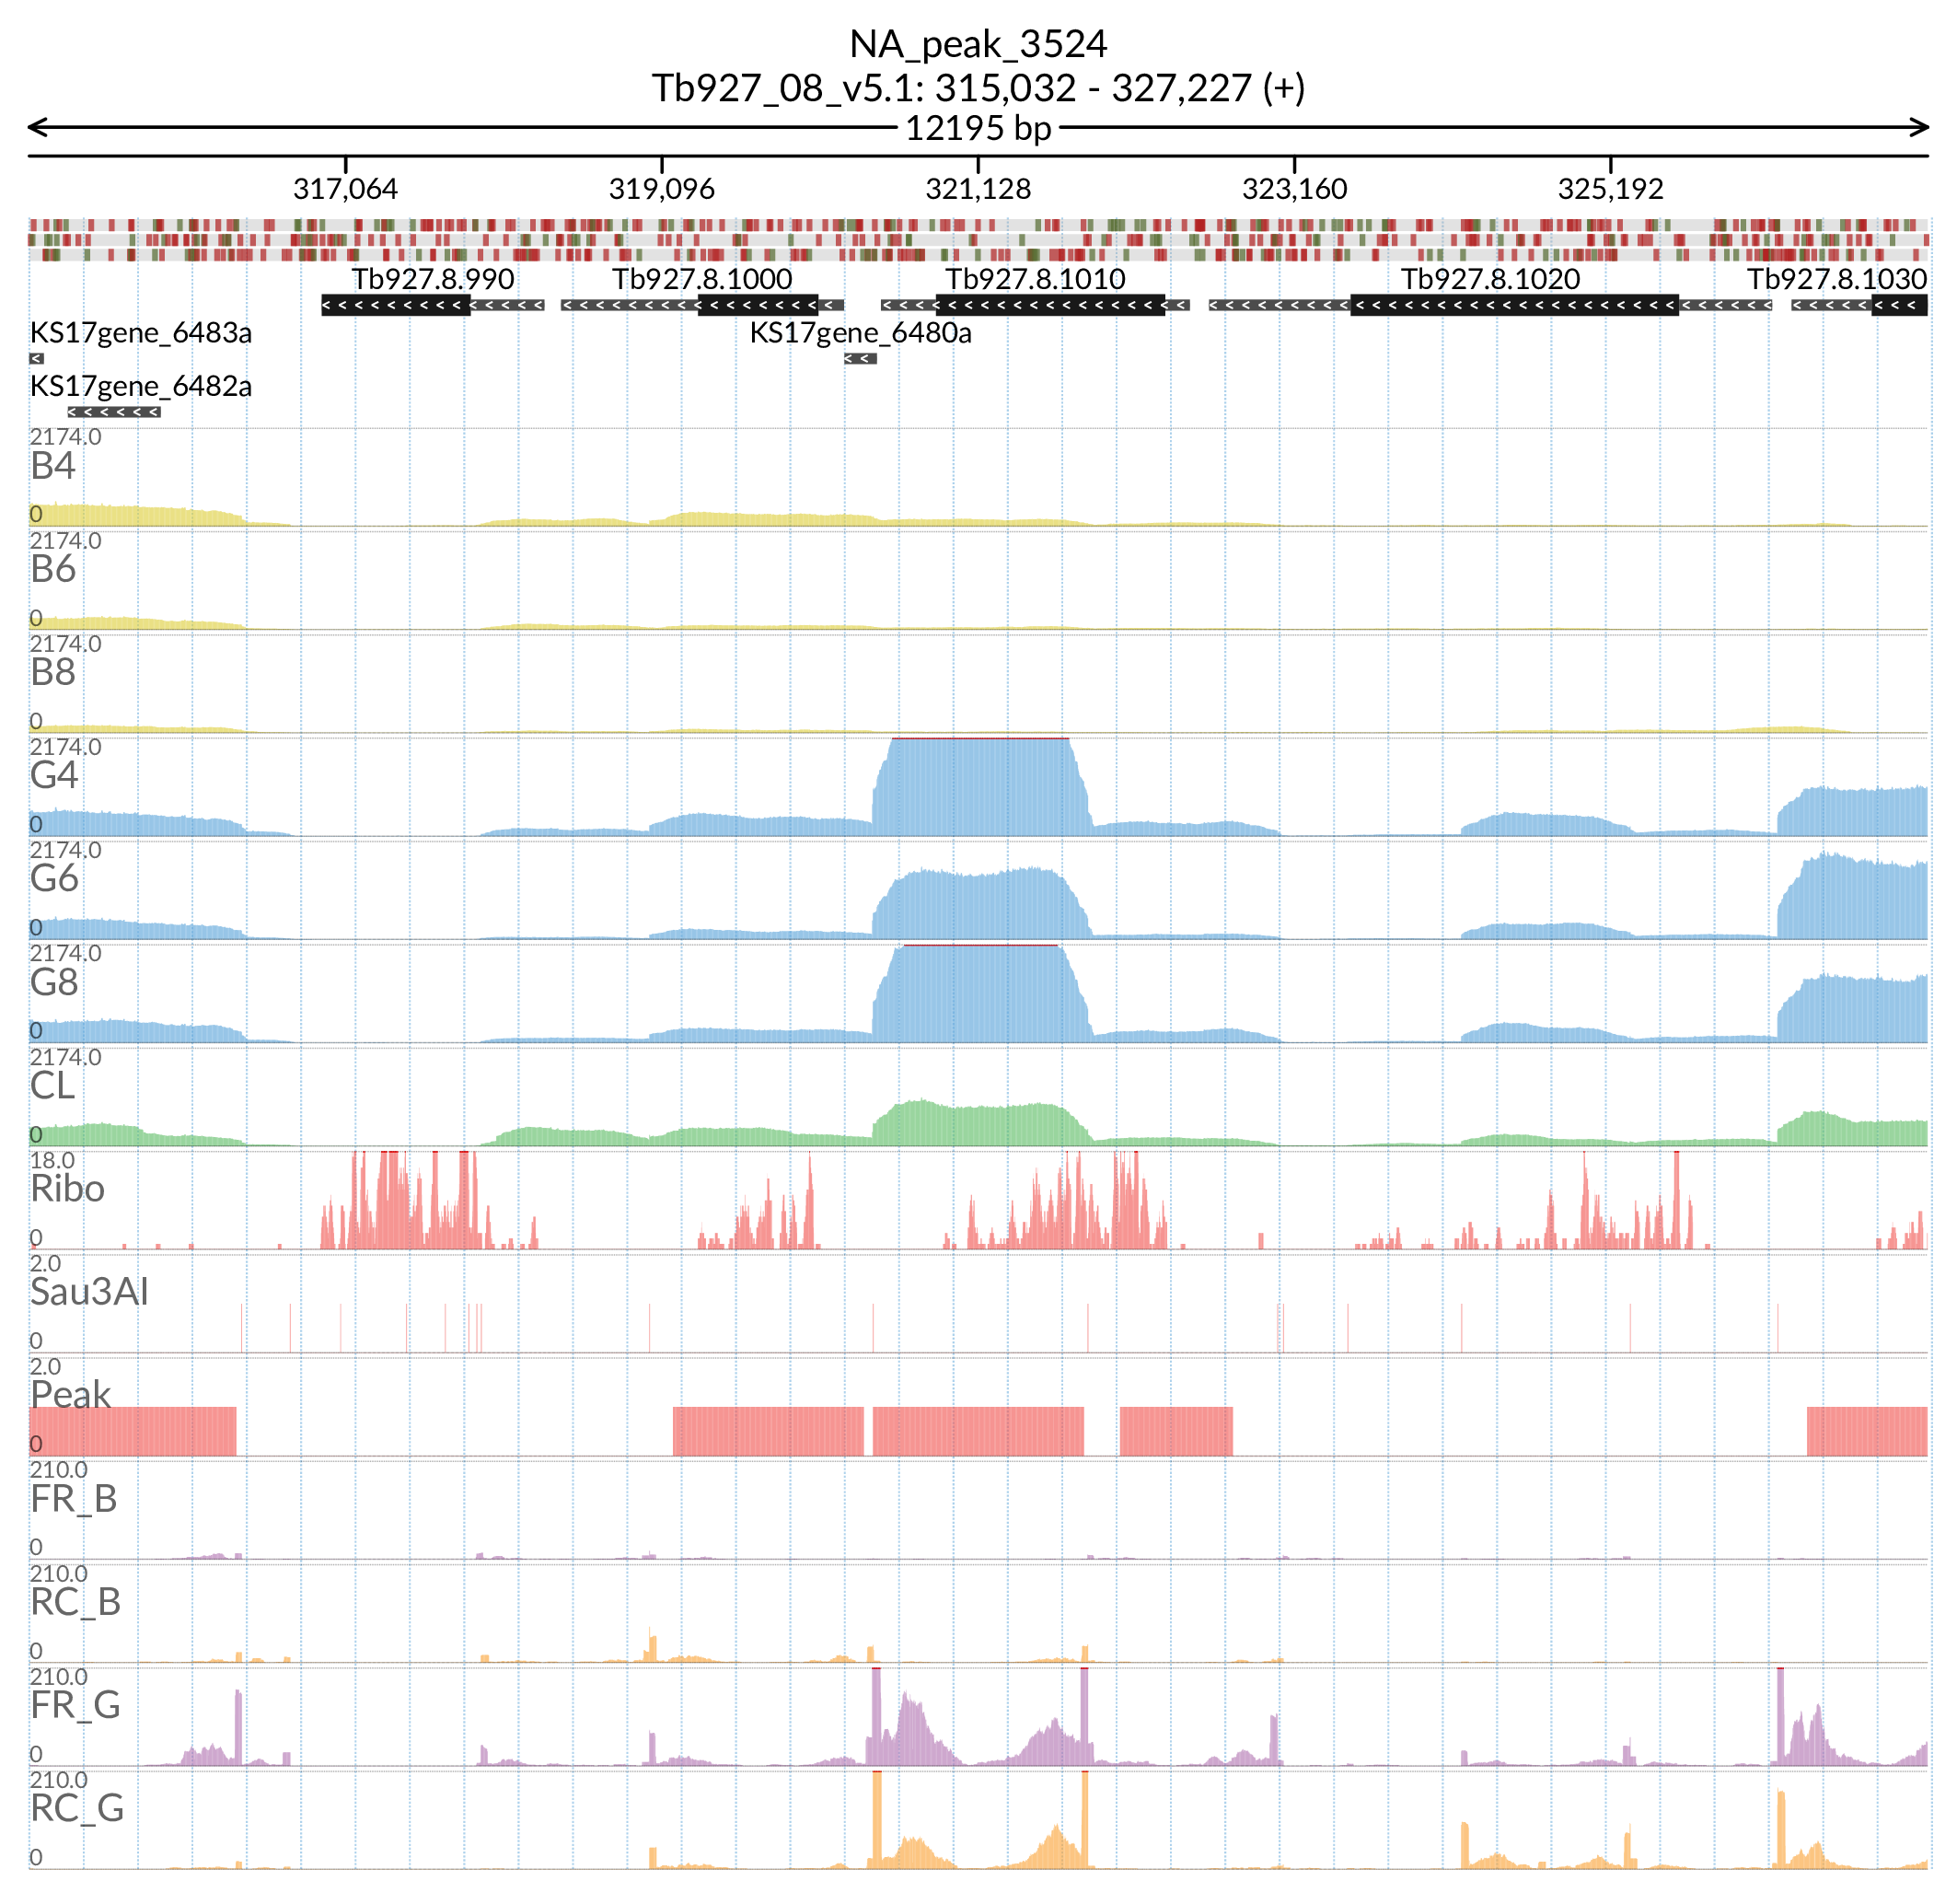 NA_peak_3524
Tb927_08_v5.1: 315,032 - 327,227 (+)
12195 bp
317,064 319,096 321,128 323,160 325,192
Tb927.8.990 Tb927.8.1000 Tb927.8.1010 Tb927.8.1020 Tb927.8.1030
KS17gene_6483a KS17gene_6480a
KS17gene_6482a
2174.0
B4
0
2174.0
B6
0
2174.0
B8
0
2174.0
G4
0
2174.0
G6
0
2174.0
G8
0
2174.0
CL
0
18.0
Ribo
0
2.0
Sau3AI
0
2.0
Peak
0
210.0
FR_B
0
210.0
RC_B
0
210.0
FR_G
0
210.0
RC_G
0